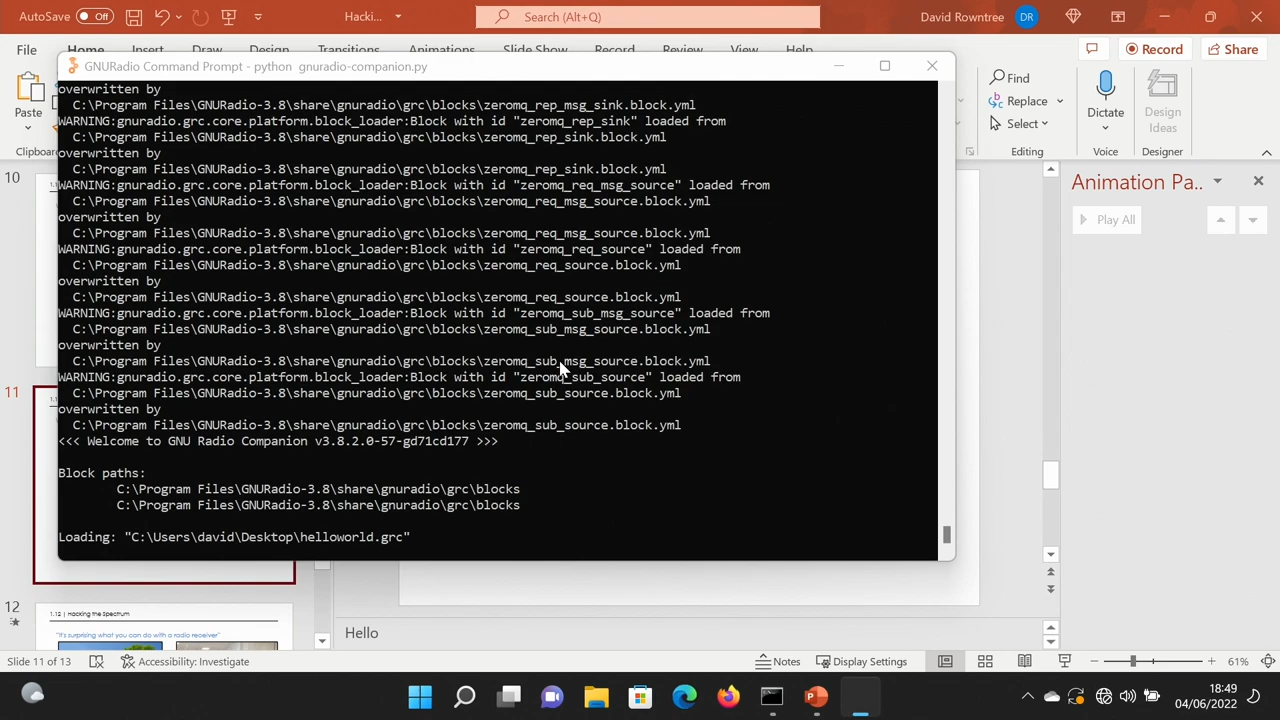 AutoSave Off Hacki... Search (Alt+Q) David Rowntree DR
File Home Insert Draw Design Transitions Animations Slide Show Record Review View Help Record Share
GNURadio Command Prompt - python gnuradio-companion.py
Paste
Clipboard
Find
Replace
Select
Editing
Dictate
Voice
Design
Ideas
Designer
overwritten by
C:\Program Files\GNURadio-3.8\share\gnuradio\grc\blocks\zeromq_rep_msg_sink.block.yml
WARNING:gnuradio.grc.core.platform.block_loader:Block with id "zeromq_rep_sink" loaded from
C:\Program Files\GNURadio-3.8\share\gnuradio\grc\blocks\zeromq_rep_sink.block.yml
overwritten by
C:\Program Files\GNURadio-3.8\share\gnuradio\grc\blocks\zeromq_rep_sink.block.yml
WARNING:gnuradio.grc.core.platform.block_loader:Block with id "zeromq_req_msg_source" loaded from
C:\Program Files\GNURadio-3.8\share\gnuradio\grc\blocks\zeromq_req_msg_source.block.yml
overwritten by
C:\Program Files\GNURadio-3.8\share\gnuradio\grc\blocks\zeromq_req_msg_source.block.yml
WARNING:gnuradio.grc.core.platform.block_loader:Block with id "zeromq_req_source" loaded from
C:\Program Files\GNURadio-3.8\share\gnuradio\grc\blocks\zeromq_req_source.block.yml
overwritten by
C:\Program Files\GNURadio-3.8\share\gnuradio\grc\blocks\zeromq_req_source.block.yml
WARNING:gnuradio.grc.core.platform.block_loader:Block with id "zeromq_sub_msg_source" loaded from
C:\Program Files\GNURadio-3.8\share\gnuradio\grc\blocks\zeromq_sub_msg_source.block.yml
overwritten by
C:\Program Files\GNURadio-3.8\share\gnuradio\grc\blocks\zeromq_sub_msg_source.block.yml
WARNING:gnuradio.grc.core.platform.block_loader:Block with id "zeromq_sub_source" loaded from
C:\Program Files\GNURadio-3.8\share\gnuradio\grc\blocks\zeromq_sub_source.block.yml
overwritten by
C:\Program Files\GNURadio-3.8\share\gnuradio\grc\blocks\zeromq_sub_source.block.yml
<<< Welcome to GNU Radio Companion v3.8.2.0-57-gd71cd177 >>>
Block paths:
C:\Program Files\GNURadio-3.8\share\gnuradio\grc\blocks
C:\Program Files\GNURadio-3.8\share\gnuradio\grc\blocks
Loading: "C:\Users\david\Desktop\helloworld.grc"
Animation Pa..
Play All
10
11
12
1.12 | Hacking the Spectrum
"It's surprising what you can do with a radio receiver"
Hello
Slide 11 of 13 Accessibility: Investigate Notes Display Settings 61%
18:49
04/06/2022